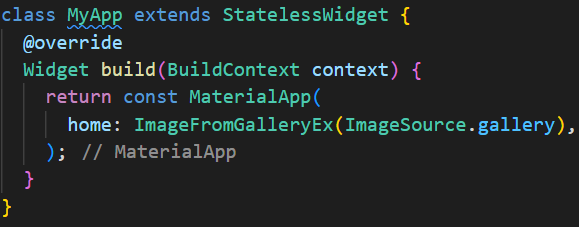 class MyApp extends StatelessWidget {
  @override
  Widget build(BuildContext context) {
    return const MaterialApp(
      home: ImageFromGalleryEx(ImageSource.gallery),
    ); // MaterialApp
  }
}